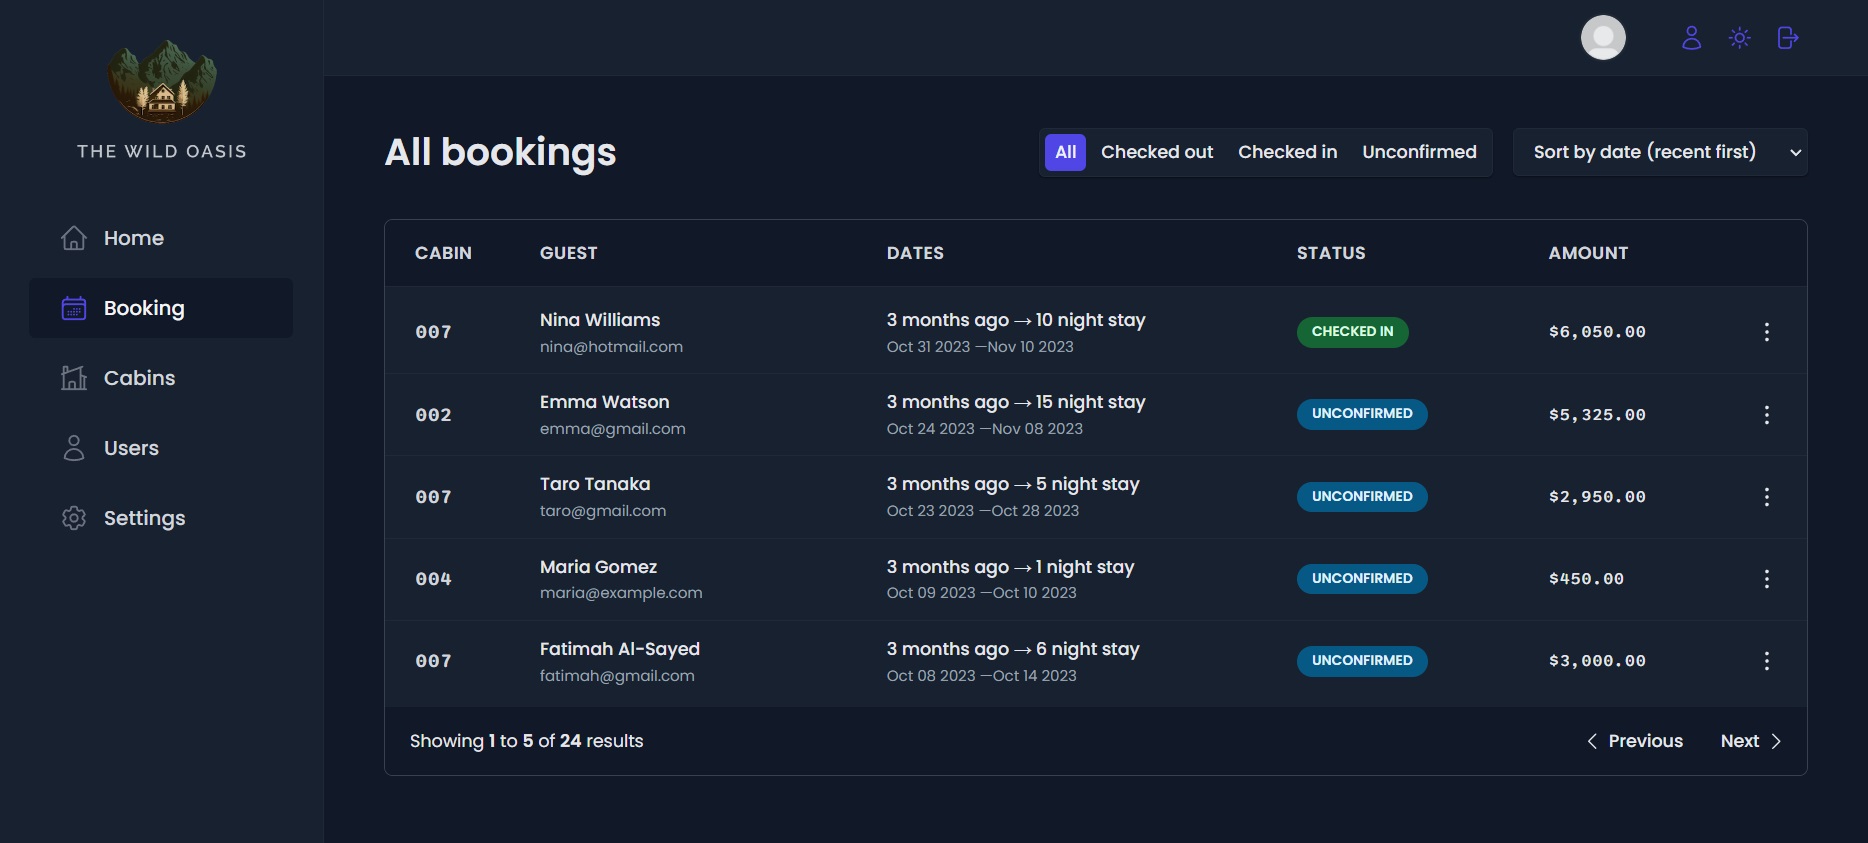 THE WILD OASIS
Home
Booking
Cabins
Users
Settings
All bookings
All Checked out Checked in Unconfirmed
Sort by date (recent first)
CABIN GUEST DATES STATUS AMOUNT
007 Nina Williams 3 months ago → 10 night stay CHECKED IN $6,050.00
nina@hotmail.com Oct 31 2023 —Nov 10 2023
002 Emma Watson 3 months ago → 15 night stay UNCONFIRMED $5,325.00
emma@gmail.com Oct 24 2023 —Nov 08 2023
007 Taro Tanaka 3 months ago → 5 night stay UNCONFIRMED $2,950.00
taro@gmail.com Oct 23 2023 —Oct 28 2023
004 Maria Gomez 3 months ago → 1 night stay UNCONFIRMED $450.00
maria@example.com Oct 09 2023 —Oct 10 2023
007 Fatimah Al-Sayed 3 months ago → 6 night stay UNCONFIRMED $3,000.00
fatimah@gmail.com Oct 08 2023 —Oct 14 2023
Showing 1 to 5 of 24 results
Previous Next